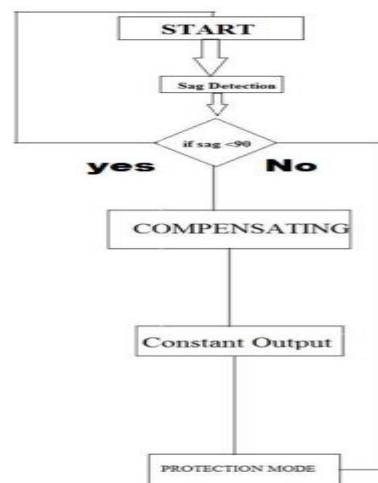 START
Sag Detection
if sag <90
yes No
COMPENSATING
Constant Output
PROTECTION MODE